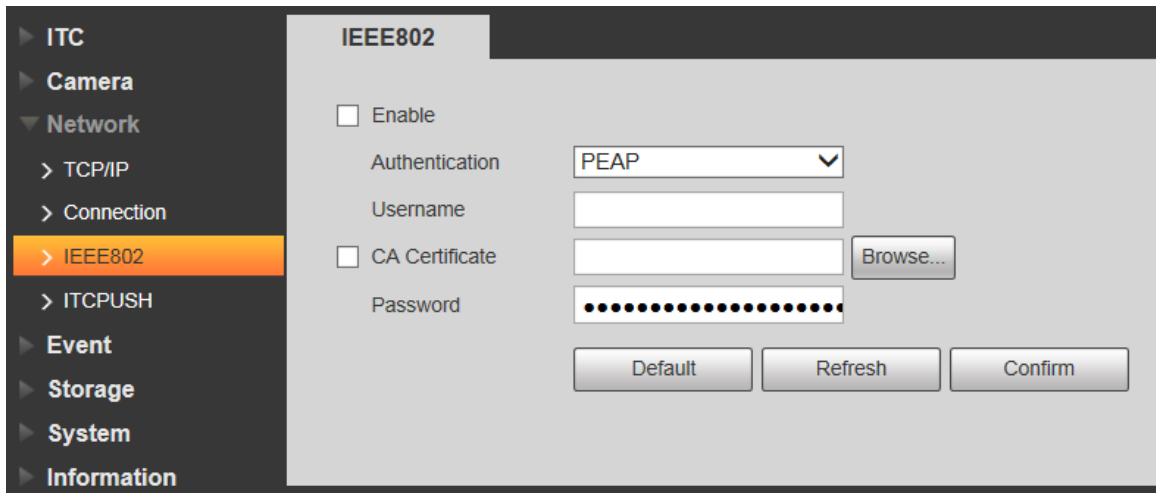 ITC
Camera
Network
TCP/IP
Connection
IEEE802
ITCPUSH
Event
Storage
System
Information
IEEE802
Enable
Authentication PEAP
Username
CA Certificate Browse...
Password
Default Refresh Confirm